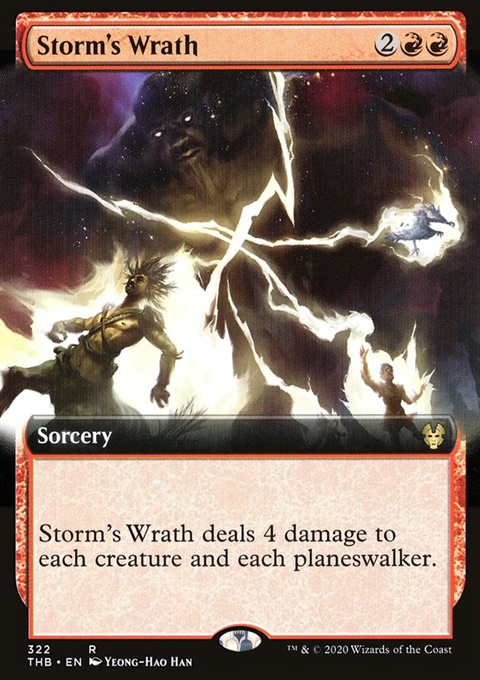 Storm's Wrath 2
Sorcery
Storm's Wrath deals 4 damage to
each creature and each planeswalker.
322 R
THB • EN Yeong-Hao Han
™ & © 2020 Wizards of the Coast